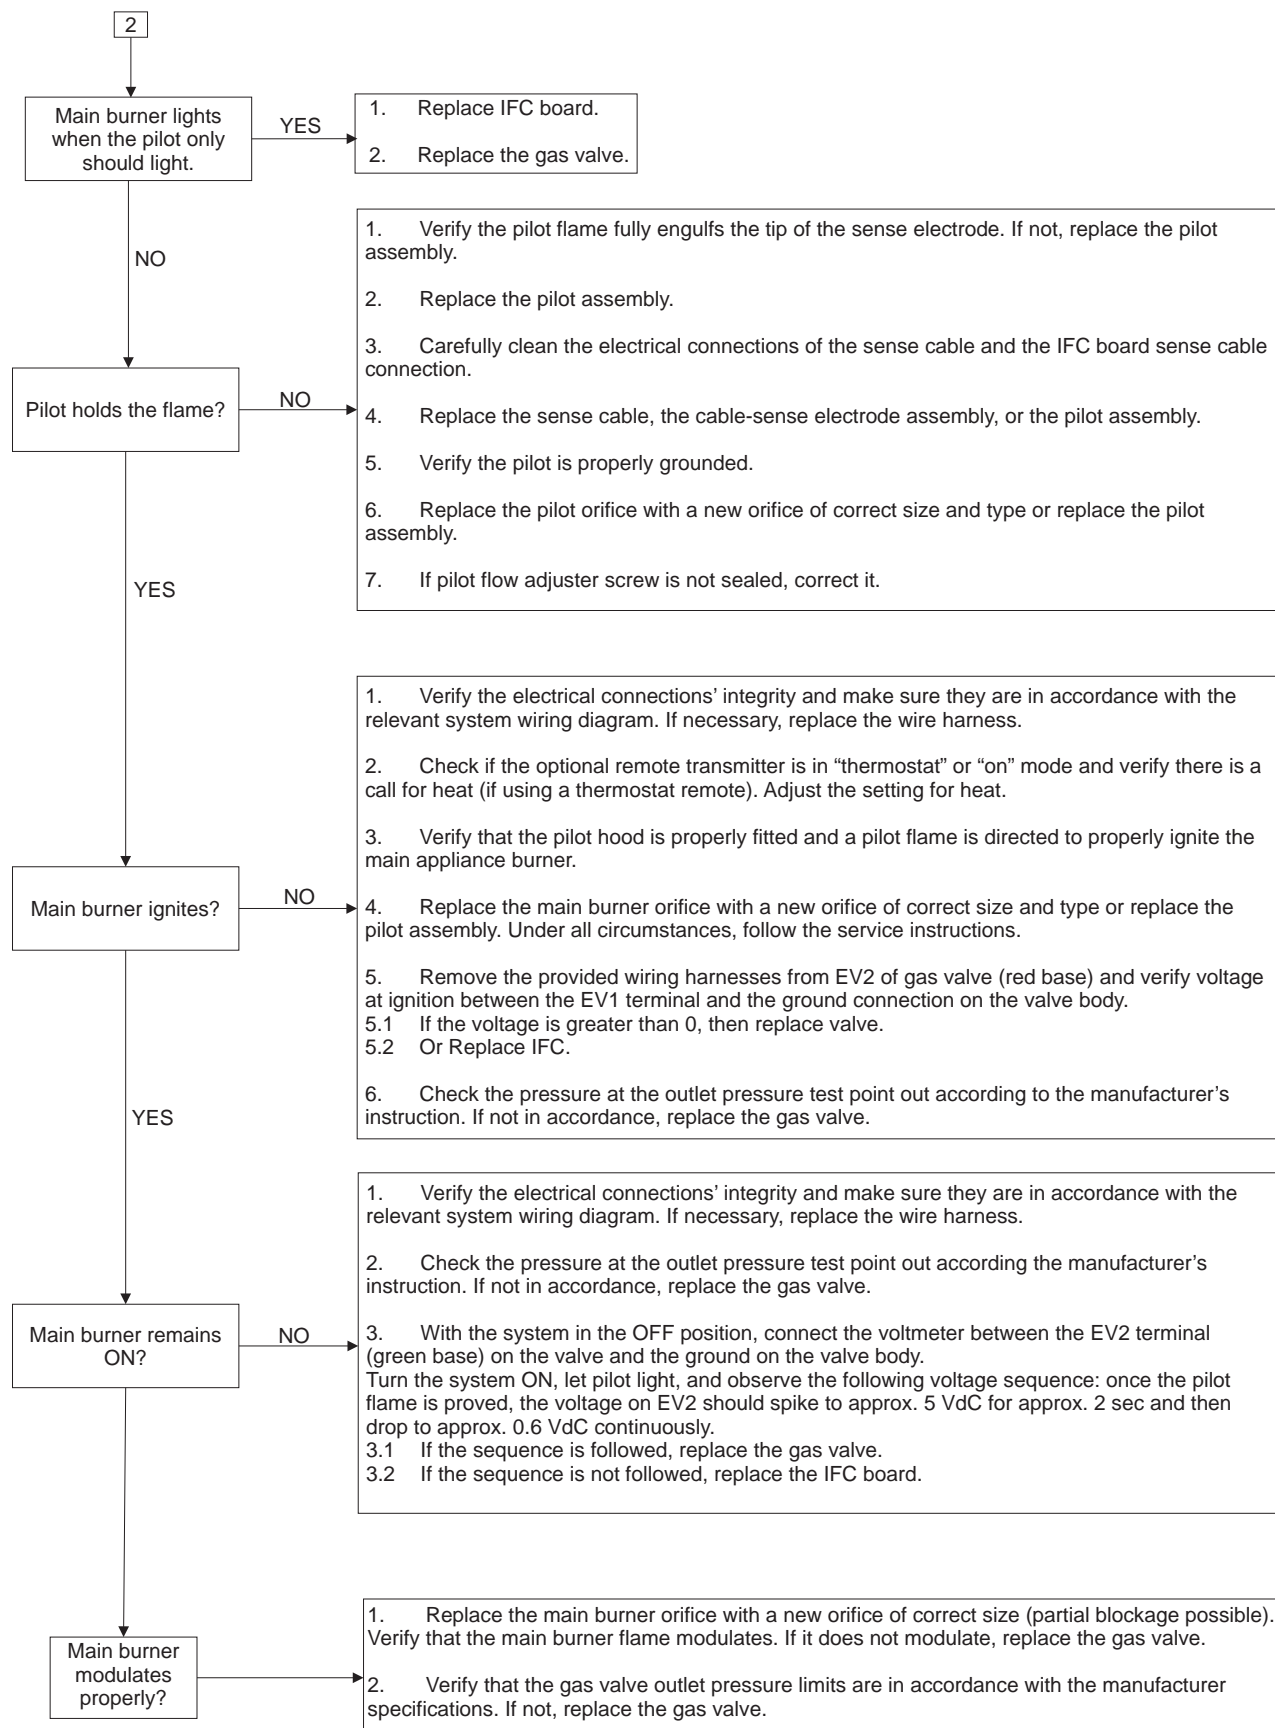 2
Main burner lights
when the pilot only
should light.
YES
1. Replace IFC board.
2. Replace the gas valve.
NO
1. Verify the pilot flame fully engulfs the tip of the sense electrode. If not, replace the pilot
assembly.
2. Replace the pilot assembly.
3. Carefully clean the electrical connections of the sense cable and the IFC board sense cable
connection.
4. Replace the sense cable, the cable-sense electrode assembly, or the pilot assembly.
5. Verify the pilot is properly grounded.
6. Replace the pilot orifice with a new orifice of correct size and type or replace the pilot
assembly.
7. If pilot flow adjuster screw is not sealed, correct it.
Pilot holds the flame?
NO
YES
1. Verify the electrical connections’ integrity and make sure they are in accordance with the
relevant system wiring diagram. If necessary, replace the wire harness.
2. Check if the optional remote transmitter is in “thermostat” or “on” mode and verify there is a
call for heat (if using a thermostat remote). Adjust the setting for heat.
3. Verify that the pilot hood is properly fitted and a pilot flame is directed to properly ignite the
main appliance burner.
4. Replace the main burner orifice with a new orifice of correct size and type or replace the
pilot assembly. Under all circumstances, follow the service instructions.
5. Remove the provided wiring harnesses from EV2 of gas valve (red base) and verify voltage
at ignition between the EV1 terminal and the ground connection on the valve body.
5.1 If the voltage is greater than 0, then replace valve.
5.2 Or Replace IFC.
6. Check the pressure at the outlet pressure test point out according to the manufacturer’s
instruction. If not in accordance, replace the gas valve.
Main burner ignites?
NO
YES
1. Verify the electrical connections’ integrity and make sure they are in accordance with the
relevant system wiring diagram. If necessary, replace the wire harness.
2. Check the pressure at the outlet pressure test point out according the manufacturer’s
instruction. If not in accordance, replace the gas valve.
3. With the system in the OFF position, connect the voltmeter between the EV2 terminal
(green base) on the valve and the ground on the valve body.
Turn the system ON, let pilot light, and observe the following voltage sequence: once the pilot
flame is proved, the voltage on EV2 should spike to approx. 5 VdC for approx. 2 sec and then
drop to approx. 0.6 VdC continuously.
3.1 If the sequence is followed, replace the gas valve.
3.2 If the sequence is not followed, replace the IFC board.
Main burner remains
ON?
NO
1. Replace the main burner orifice with a new orifice of correct size (partial blockage possible).
Verify that the main burner flame modulates. If it does not modulate, replace the gas valve.
2. Verify that the gas valve outlet pressure limits are in accordance with the manufacturer
specifications. If not, replace the gas valve.
Main burner
modulates
properly?